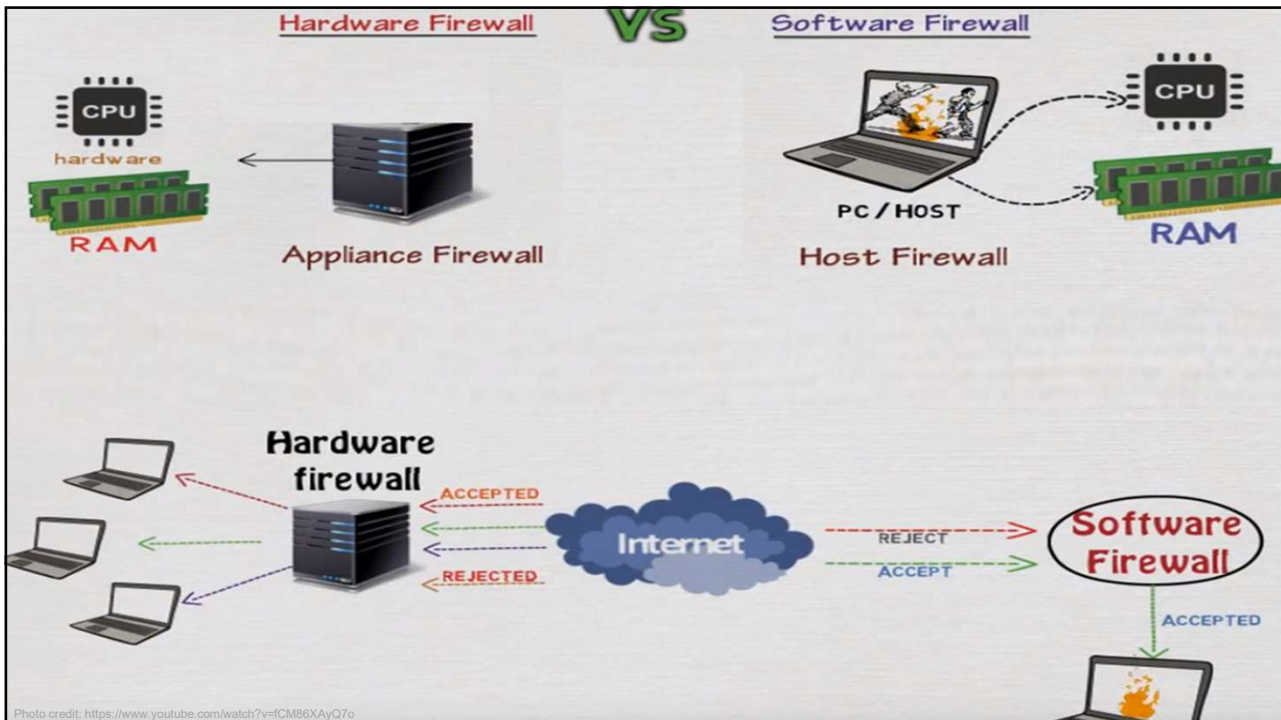 Hardware Firewall
VS
Software Firewall
CPU
hardware
RAM
Appliance Firewall
PC/HOST
Host Firewall
CPU
RAM
Hardware
firewall
ACCEPTED
REJECTED
Internet
REJECT
ACCEPT
Software
Firewall
ACCEPTED
Photo credit: https://www.youtube.com/watch?v=fCM86XAyQ7o